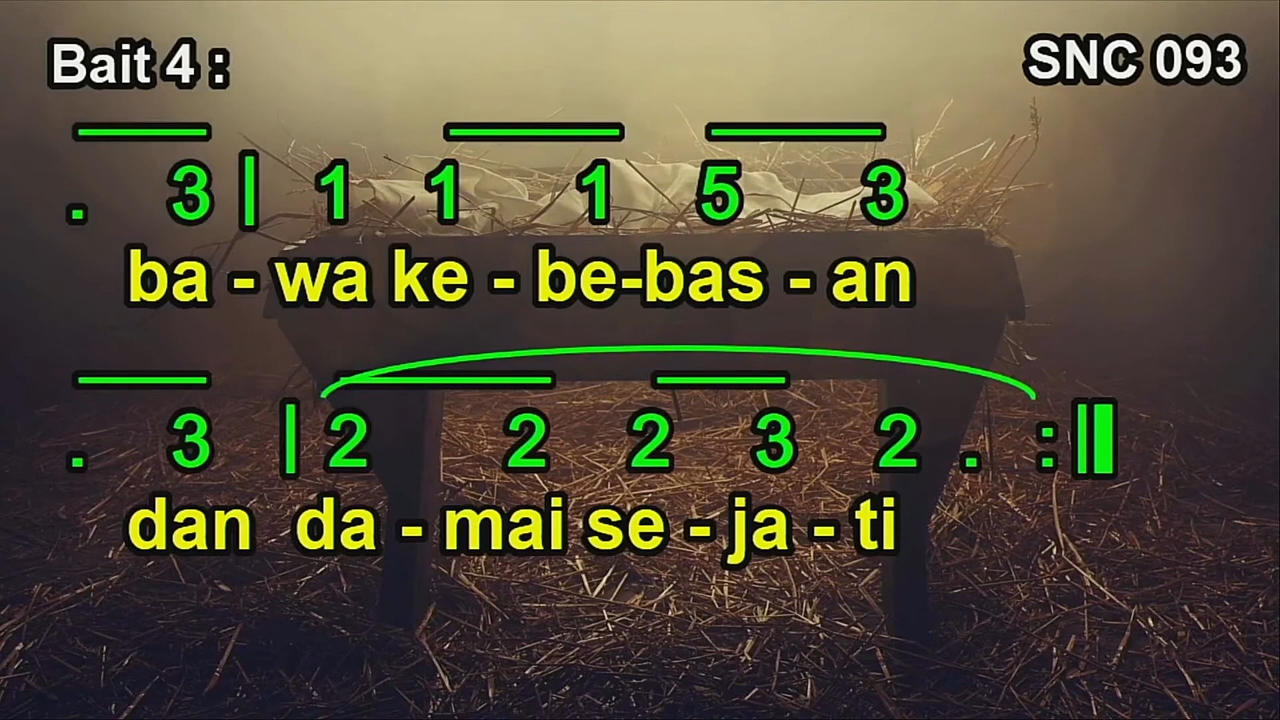 Bait 4 : SNC 093
. 3 | 1 1 1 5 3
ba - wa ke - be-bas - an
. 3 | 2 2 2 3 2 . :||
dan da - mai se - ja - ti